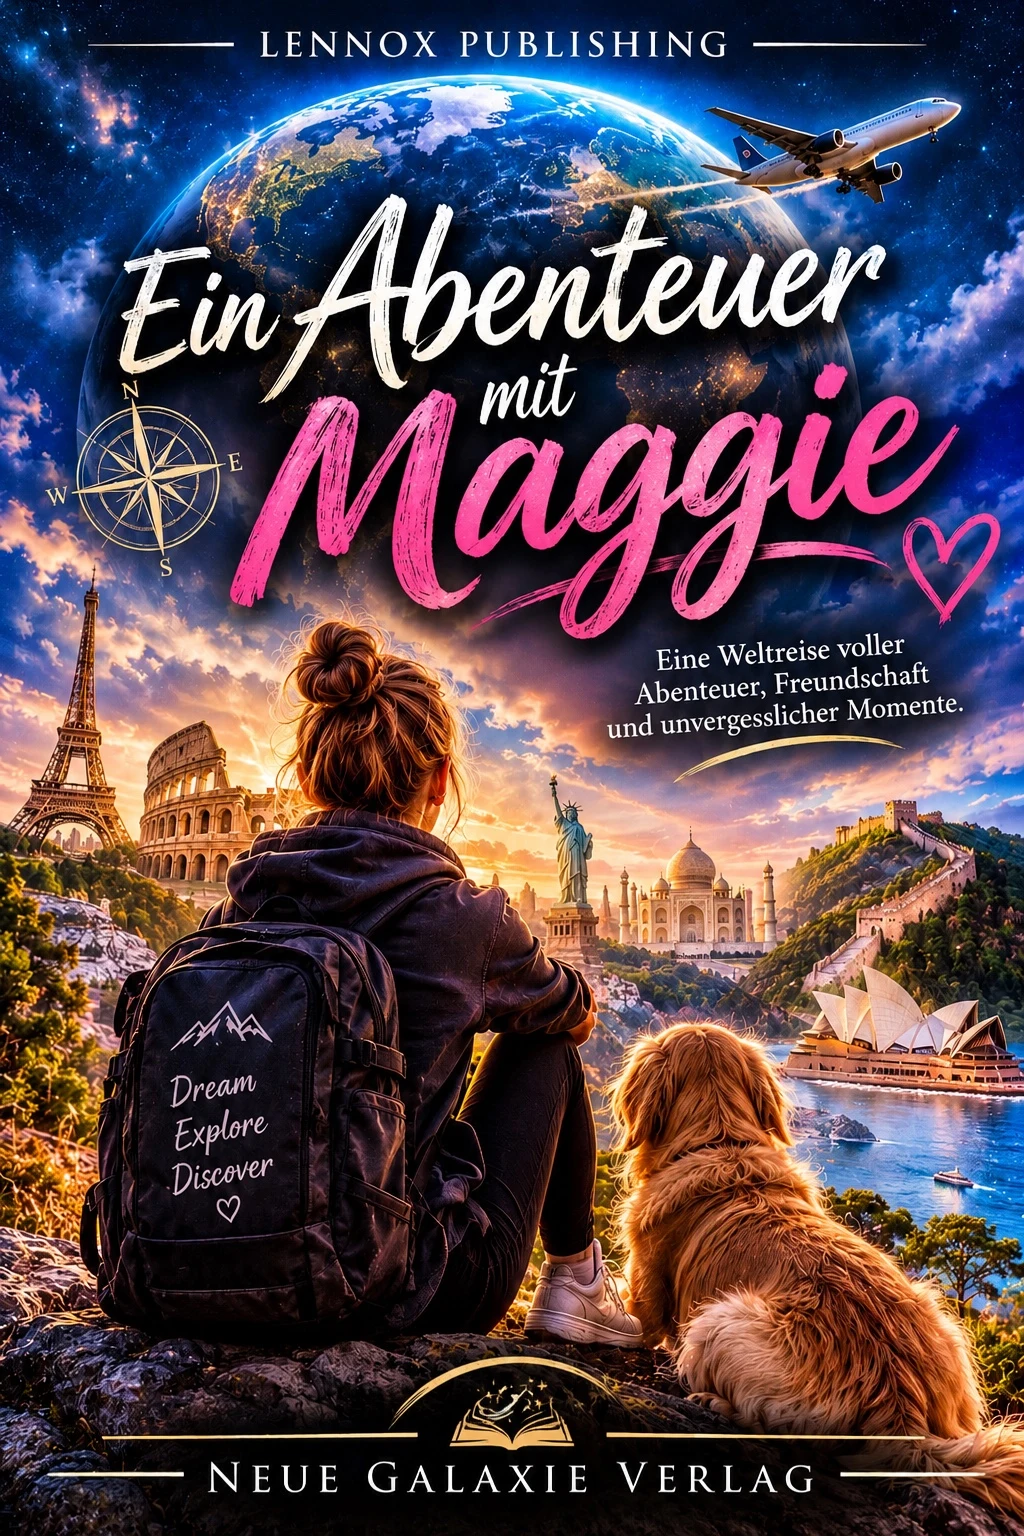 LENNOX PUBLISHING
Ein Abenteuer
mit
Maggie
N
W
E
S
Eine Weltreise voller
Abenteuer, Freundschaft
und unvergesslicher Momente.
Dream
Explore
Discover
NEUE GALAXIE VERLAG